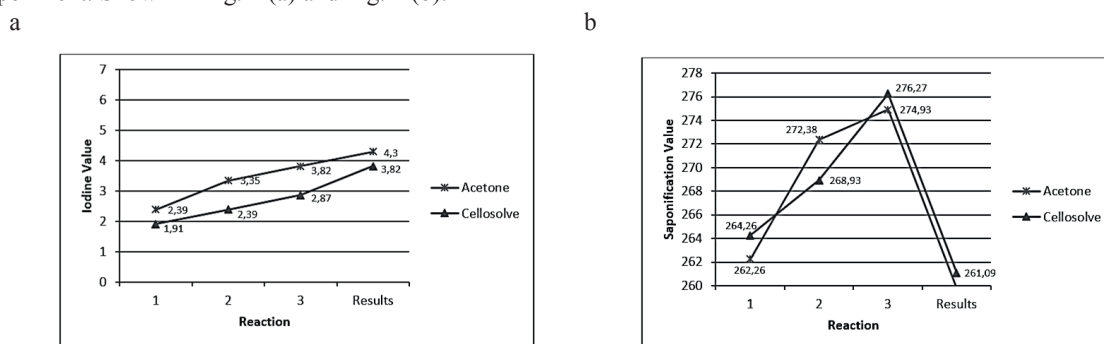 a
b
7
6
5
4
3
2
1
0
Iodine Value
2,39
3,35
3,82
4,3
1,91
2,39
2,87
3,82
1 2 3 Results
Reaction
Acetone
Cellosolve
278
276
274
272
270
268
266
264
262
260
Saponification Value
276,27
274,93
272,38
268,93
264,26
262,26
261,09
1 2 3 Results
Reaction
Acetone
Cellosolve